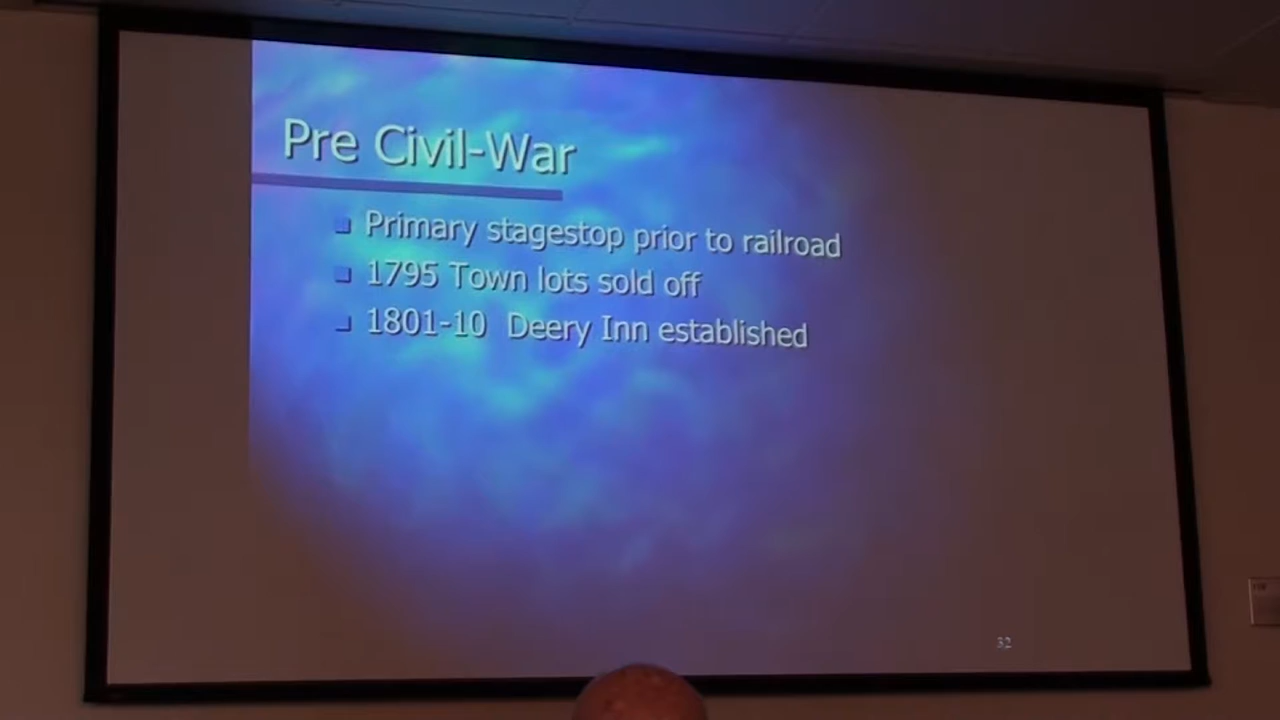 Pre Civil-War
Primary stagestop prior to railroad
1795 Town lots sold off
1801-10 Deery Inn established
32